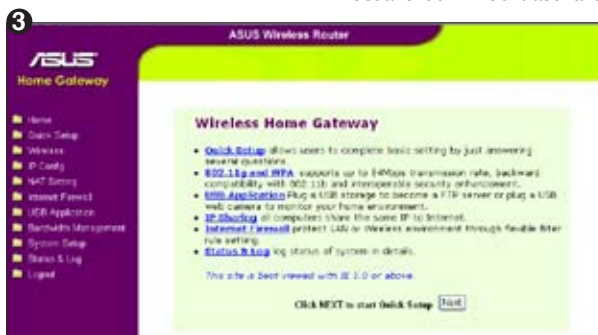 3
ASUS Wireless Router
ASUS
Home Gateway
Home
Quick Setup
Wireless
IP Config
NAT Setting
Internet Firewall
USB Application
Bandwidth Management
System Setup
Status & Log
Logout
Wireless Home Gateway
Quick Setup allows users to complete basic setting by just answering
several questions.
802.11g and WPA supports up to 54Mbps transmission rate, backward
compatibility with 802.11b and interoperable security enhancement.
USB Application Plug a USB storage to become a FTP server or plug a USB
web camera to monitor your home environment.
IP Sharing all computers share the same IP to Internet.
Internet Firewall protect LAN or Wireless environment through flexible filter
rule setting.
Status & Log log status of system in details.
This site is best viewed with IE 5.0 or above.
Click NEXT to start Quick Setup Next